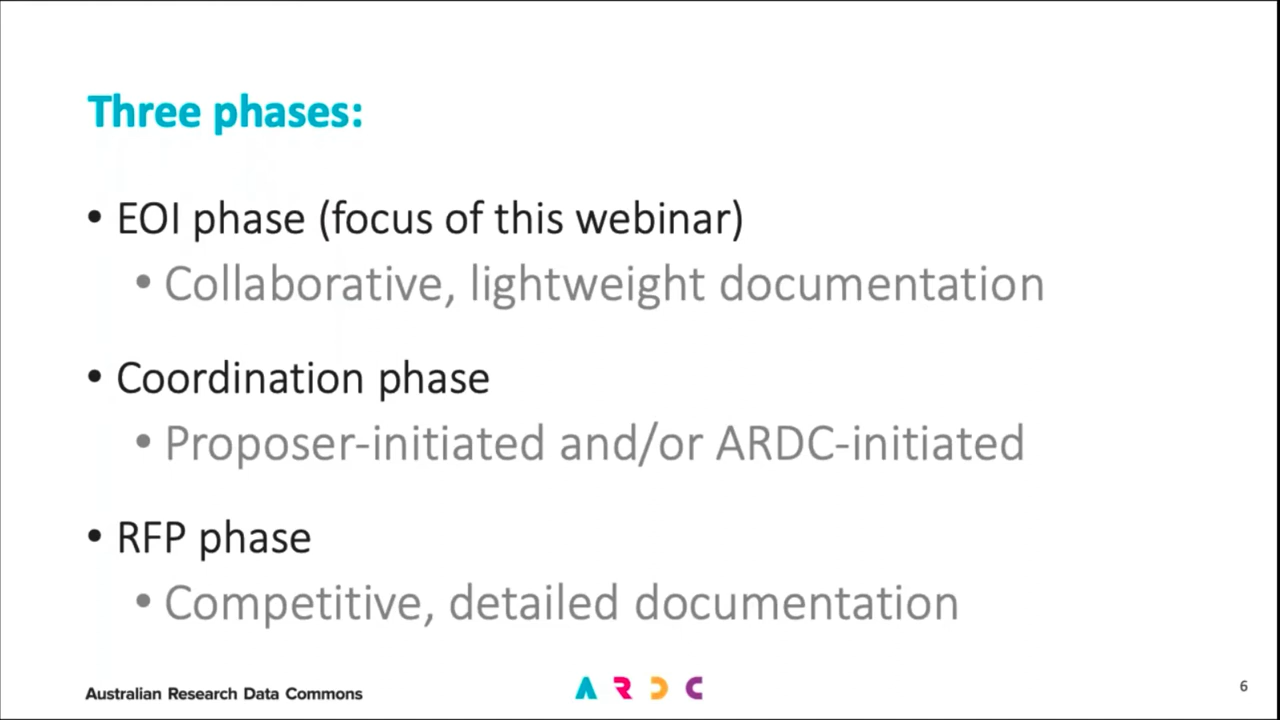 Three phases:
• EOI phase (focus of this webinar)
• Collaborative, lightweight documentation
• Coordination phase
• Proposer-initiated and/or ARDC-initiated
• RFP phase
• Competitive, detailed documentation
Australian Research Data Commons
ARDC
6